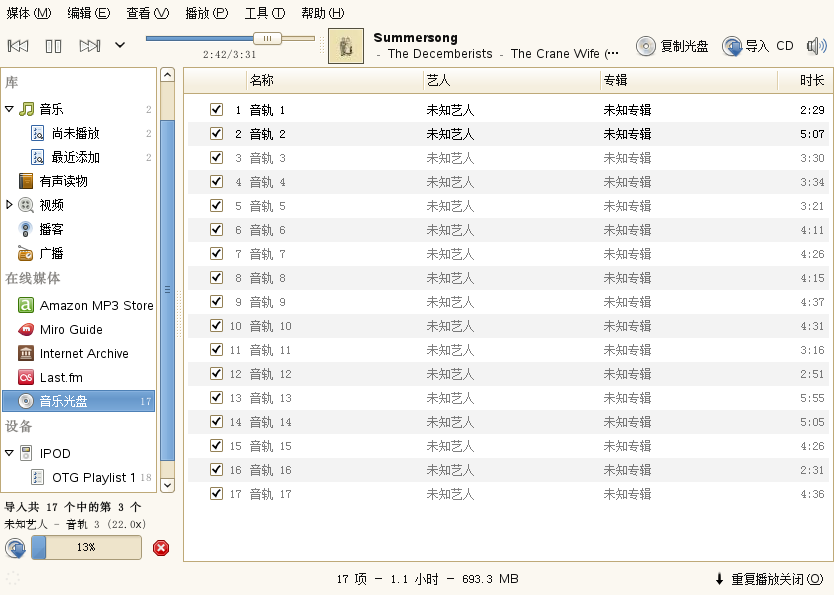 媒体 (M) 编辑(E) 查看(V) 播放(P) 工具(T) 帮助(H)
2:42/3:31
Summersong
- The Decemberists - The Crane Wife (···
复制光盘 导入 CD
库
音乐 2
尚未播放 2
最近添加 2
有声读物
视频
播客
广播
在线媒体
Amazon MP3 Store
Miro Guide
Internet Archive
Last.fm
音乐光盘 17
设备
IPOD
OTG Playlist 1 18
导入共 17 个中的第 3 个
未知艺人 - 音轨 3 (22.0x)
13%
名称 艺人 专辑 时长
1 音轨 1 未知艺人 未知专辑 2:29
2 音轨 2 未知艺人 未知专辑 5:07
3 音轨 3 未知艺人 未知专辑 3:30
4 音轨 4 未知艺人 未知专辑 3:34
5 音轨 5 未知艺人 未知专辑 3:21
6 音轨 6 未知艺人 未知专辑 4:11
7 音轨 7 未知艺人 未知专辑 4:26
8 音轨 8 未知艺人 未知专辑 4:15
9 音轨 9 未知艺人 未知专辑 4:37
10 音轨 10 未知艺人 未知专辑 4:31
11 音轨 11 未知艺人 未知专辑 3:16
12 音轨 12 未知艺人 未知专辑 2:51
13 音轨 13 未知艺人 未知专辑 5:55
14 音轨 14 未知艺人 未知专辑 5:05
15 音轨 15 未知艺人 未知专辑 4:26
16 音轨 16 未知艺人 未知专辑 2:31
17 音轨 17 未知艺人 未知专辑 4:36
17 项 - 1.1 小时 - 693.3 MB
重复播放关闭(O)